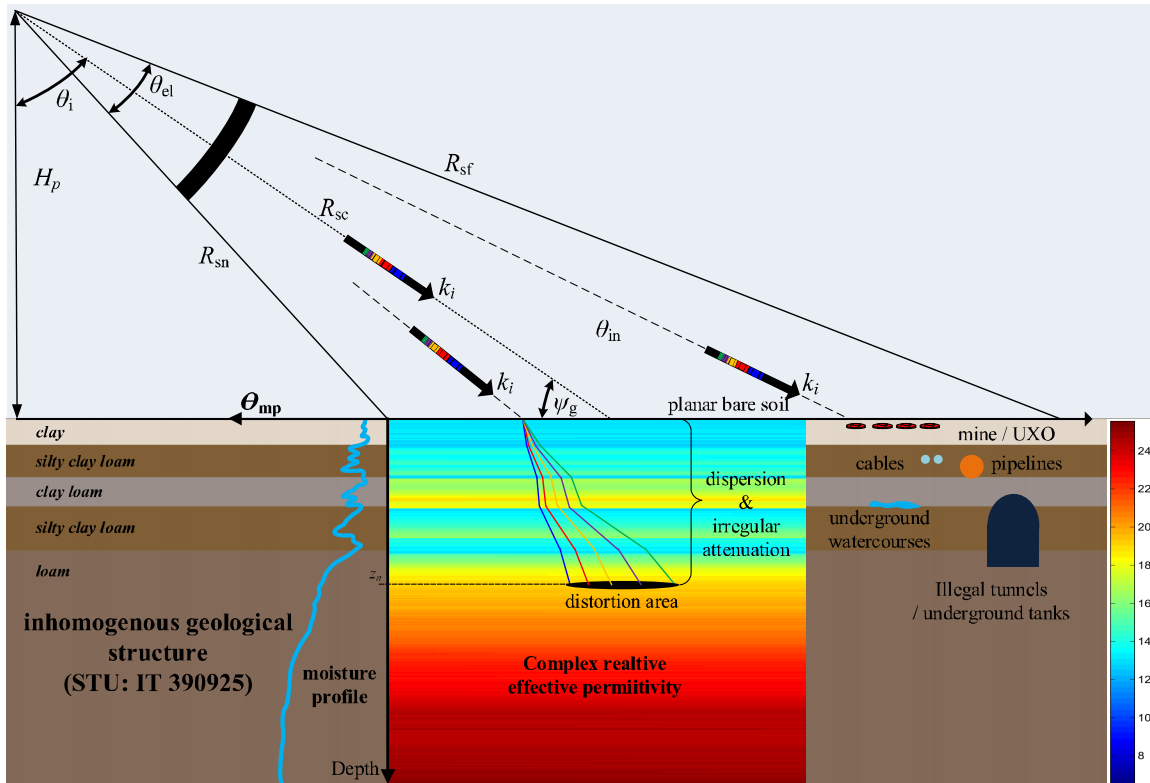 θel
θi
Hp
Rsf
Rsc
Rsn
ki
θin
ki
ki
ψg
planar bare soil
Θmp
clay
silty clay loam
clay loam
silty clay loam
loam
inhomogenous geological
structure
(STU: IT 390925)
moisture
profile
Depth
zn
dispersion
&
irregular
attenuation
distortion area
Complex realtive
effective permiitivity
mine / UXO
cables
pipelines
underground
watercourses
Illegal tunnels
/ underground tanks
24
22
20
18
16
14
12
10
8